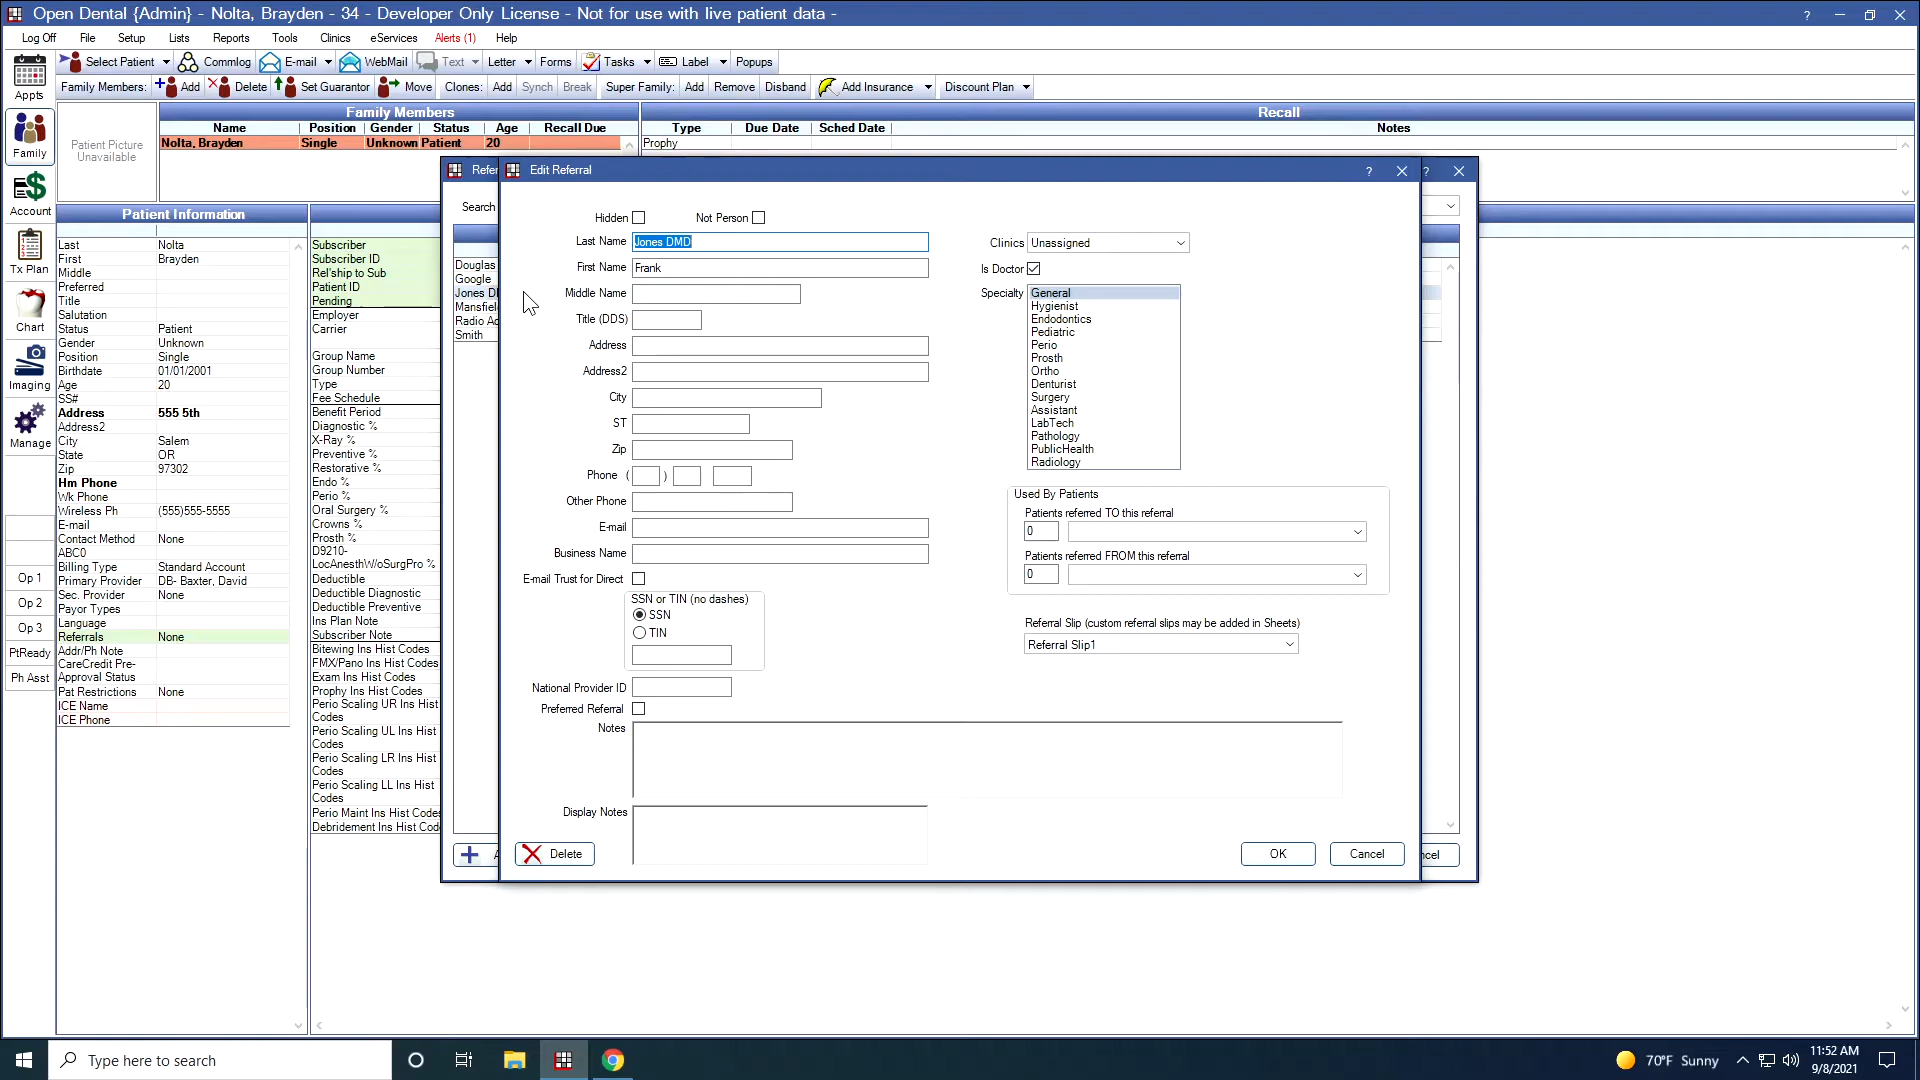 Open Dental {Admin} - Nolta, Brayden - 34 - Developer Only License - Not for use with live patient data -
Log Off File Setup Lists Reports Tools Clinics eServices Alerts (1) Help
Select Patient Commlog E-mail WebMail Text Letter Forms Tasks Label Popups
Family Members: Add Delete Set Guarantor Move Clones: Add Synch Break Super Family: Add Remove Disband Add Insurance Discount Plan
Appts
Family
Account
Tx Plan
Chart
Imaging
Manage
Op 1
Op 2
Op 3
PtReady
Ph Asst
Patient Picture
Unavailable
Family Members
Name Position Gender Status Age Recall Due
Nolta, Brayden Single Unknown Patient 20
Recall
Type Due Date Sched Date Notes
Prophy
Patient Information
Last Nolta
First Brayden
Middle
Preferred
Title
Salutation
Status Patient
Gender Unknown
Position Single
Birthdate 01/01/2001
Age 20
SS#
Address 555 5th
Address2
City Salem
State OR
Zip 97302
Hm Phone
Wk Phone
Wireless Ph (555)555-5555
E-mail
Contact Method None
ABC0
Billing Type Standard Account
Primary Provider DB- Baxter, David
Sec. Provider None
Payor Types
Language
Referrals None
Addr/Ph Note
CareCredit Pre-
Approval Status
Pat Restrictions None
ICE Name
ICE Phone
Subscriber
Subscriber ID
Rel'ship to Sub
Patient ID
Pending
Employer
Carrier
Group Name
Group Number
Type
Fee Schedule
Benefit Period
Diagnostic %
X-Ray %
Preventive %
Restorative %
Endo %
Perio %
Oral Surgery %
Crowns %
Prosth %
D9210-
LocAnesthW/oSurgPro %
Deductible
Deductible Diagnostic
Deductible Preventive
Ins Plan Note
Subscriber Note
Bitewing Ins Hist Codes
FMX/Pano Ins Hist Codes
Exam Ins Hist Codes
Prophy Ins Hist Codes
Perio Scaling UR Ins Hist
Codes
Perio Scaling UL Ins Hist
Codes
Perio Scaling LR Ins Hist
Codes
Perio Scaling LL Ins Hist
Codes
Perio Maint Ins Hist Codes
Debridement Ins Hist Cod
Refer
Search
Douglas
Google
Jones D
Mansfiel
Radio Ad
Smith
ncel
Edit Referral ?
Hidden Not Person
Last Name Jones DMD
First Name Frank
Middle Name
Title (DDS)
Address
Address2
City
ST
Zip
Phone ( )
Other Phone
E-mail
Business Name
E-mail Trust for Direct
SSN or TIN (no dashes)
SSN
TIN
National Provider ID
Preferred Referral
Notes
Display Notes
Clinics Unassigned
Is Doctor
Specialty General
Hygienist
Endodontics
Pediatric
Perio
Prosth
Ortho
Denturist
Surgery
Assistant
LabTech
Pathology
PublicHealth
Radiology
Used By Patients
Patients referred TO this referral
0
Patients referred FROM this referral
0
Referral Slip (custom referral slips may be added in Sheets)
Referral Slip1
Delete OK Cancel
Type here to search
70°F Sunny
11:52 AM
9/8/2021